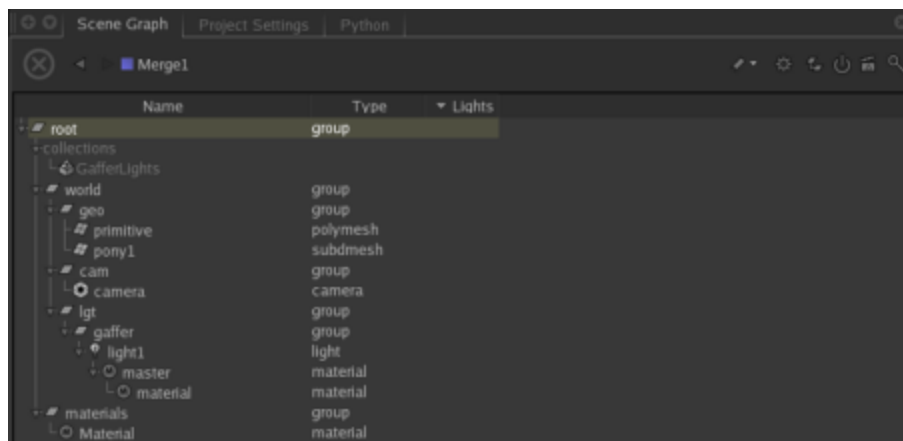 Scene Graph Project Settings Python
Merge1
Name Type Lights
root group
collections
GafferLights
world group
geo group
primitive polymesh
pony1 subdmesh
cam group
camera camera
lgt group
gaffer group
light1 light
master material
material material
materials group
Material material